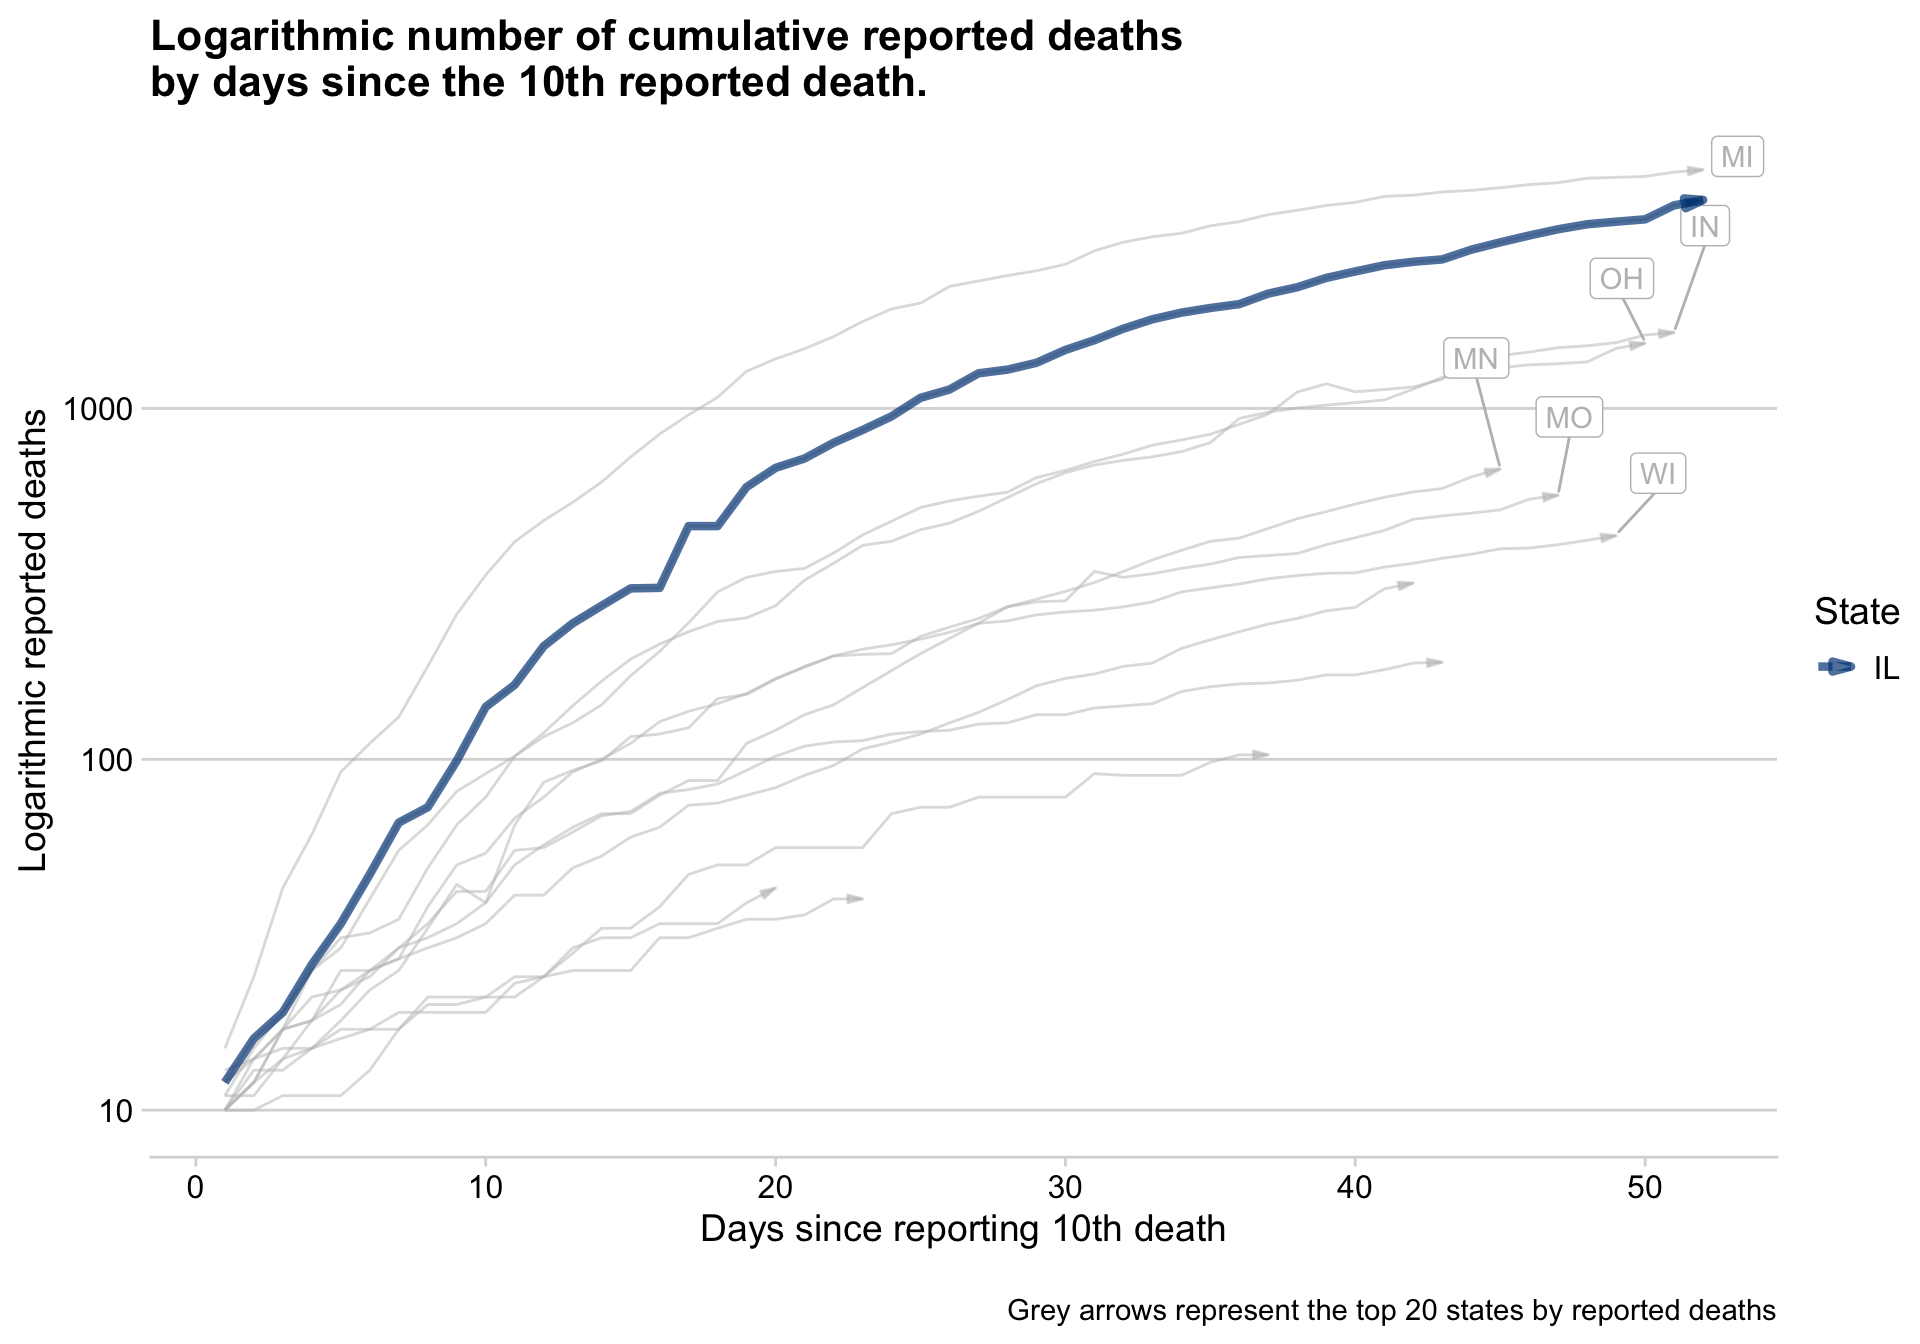 Logarithmic number of cumulative reported deaths
by days since the 10th reported death.
MI
IN
OH
MN
MO
WI
1000
100
10
Logarithmic reported deaths
State
IL
0 10 20 30 40 50
Days since reporting 10th death
Grey arrows represent the top 20 states by reported deaths